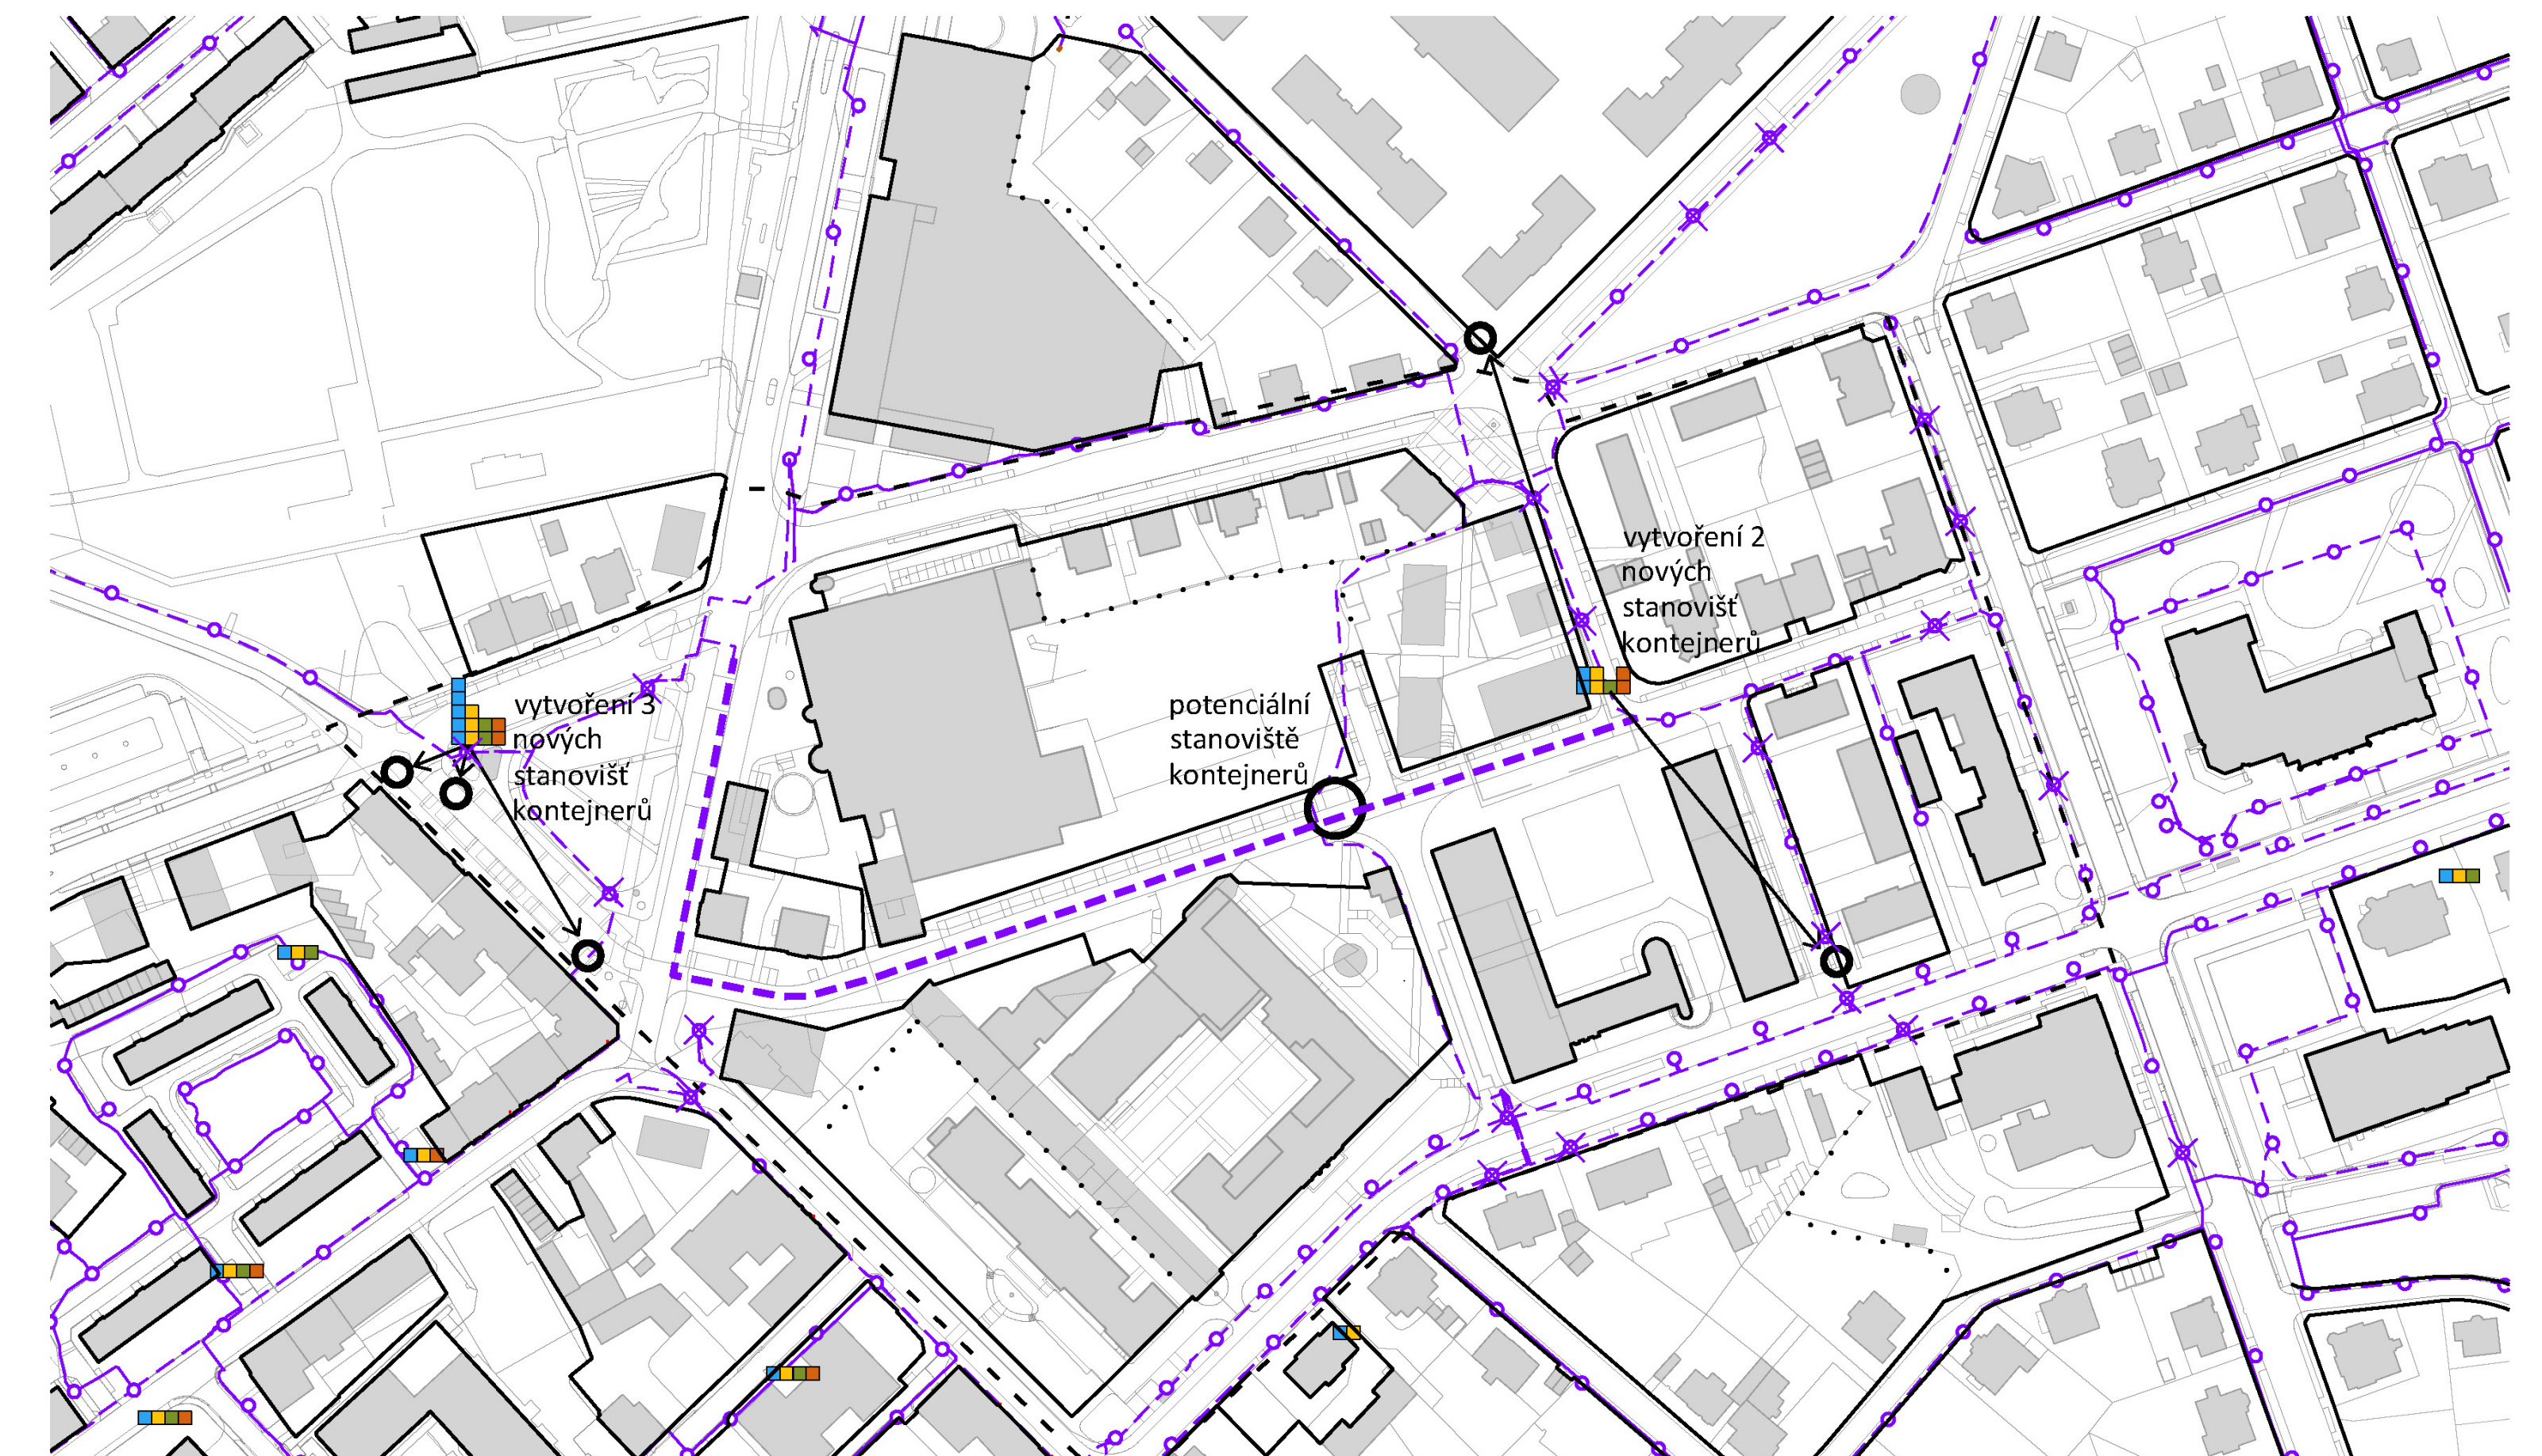 vytvoření 2
nových
stanovišť
kontejnerů
vytvoření 3
nových
stanovišť
kontejnerů
potenciální
stanoviště
kontejnerů